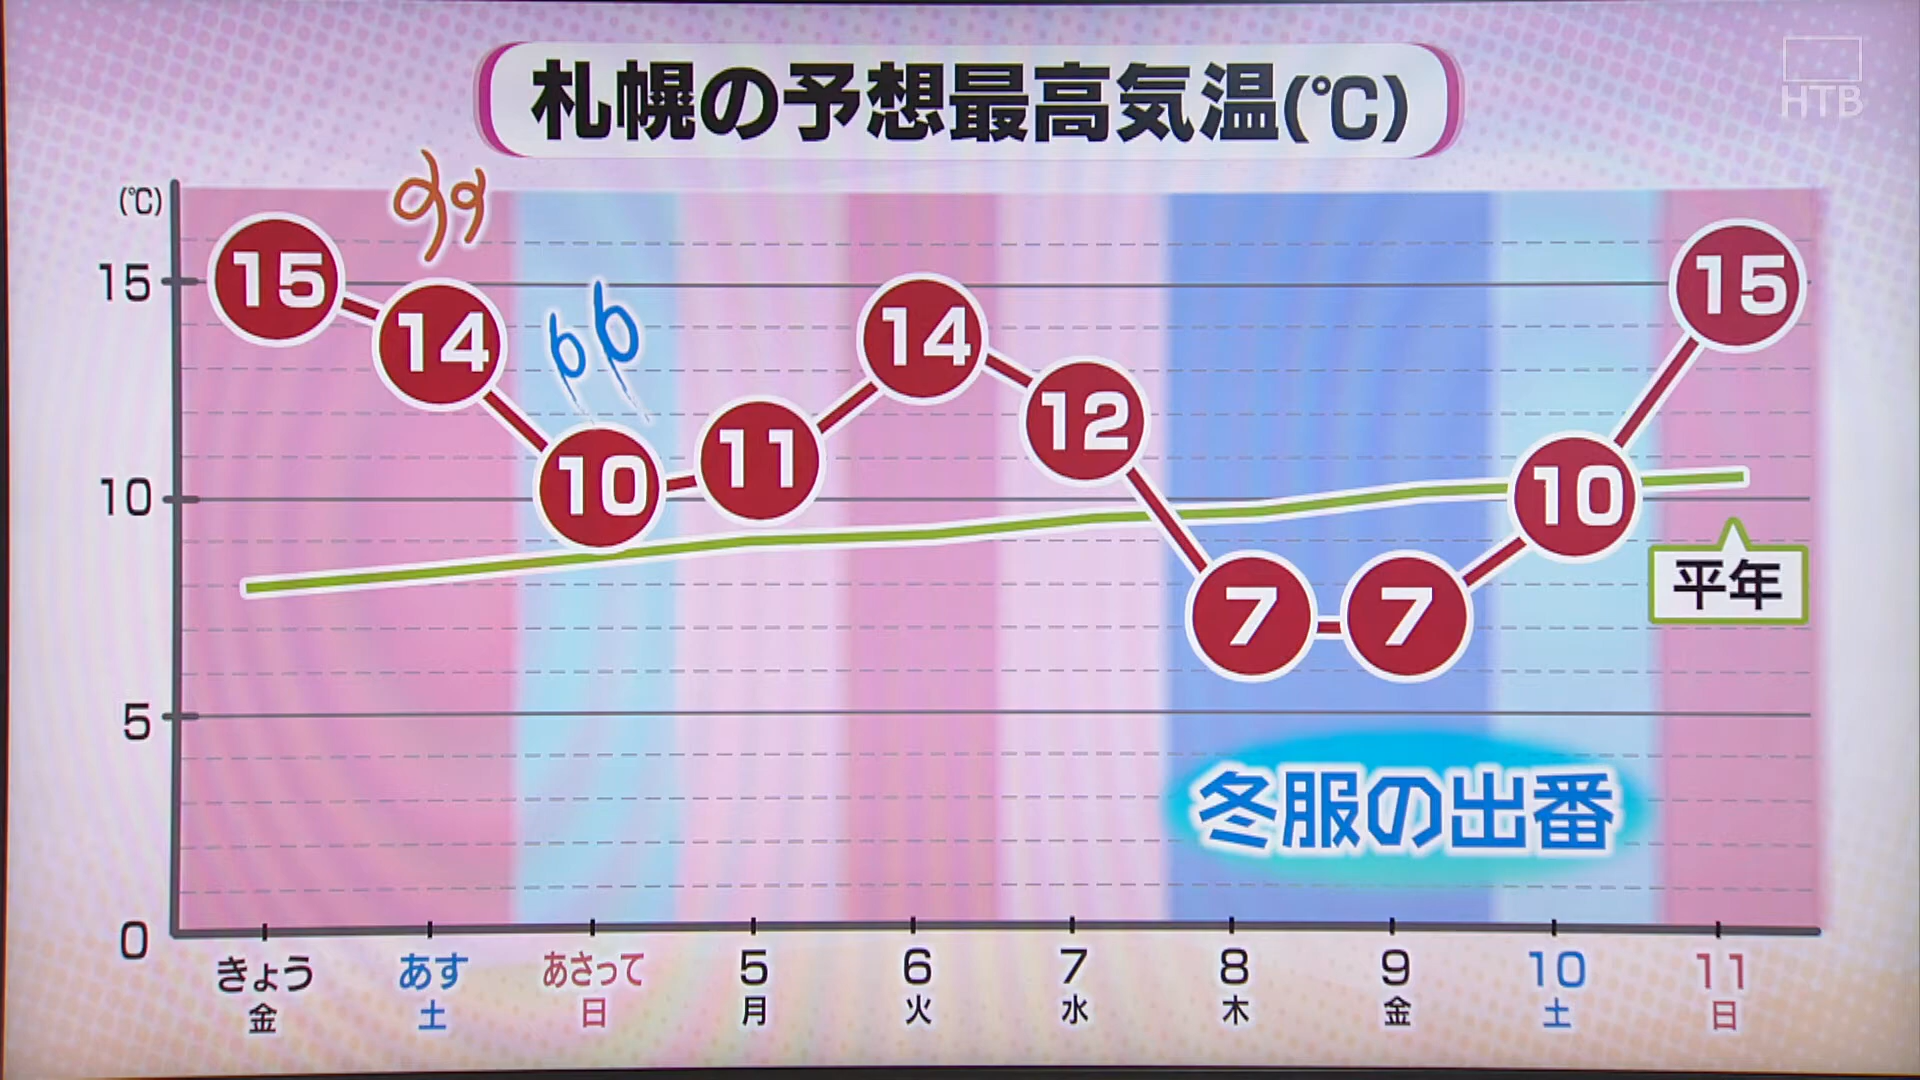 札幌の予想最高気温(℃)
HTB
(℃)
15
10
5
0
15
14
10
11
14
12
7
7
10
15
平年
冬服の出番
きょう あす あさって 5 6 7 8 9 10 11
金 土 日 月 火 水 木 金 土 日